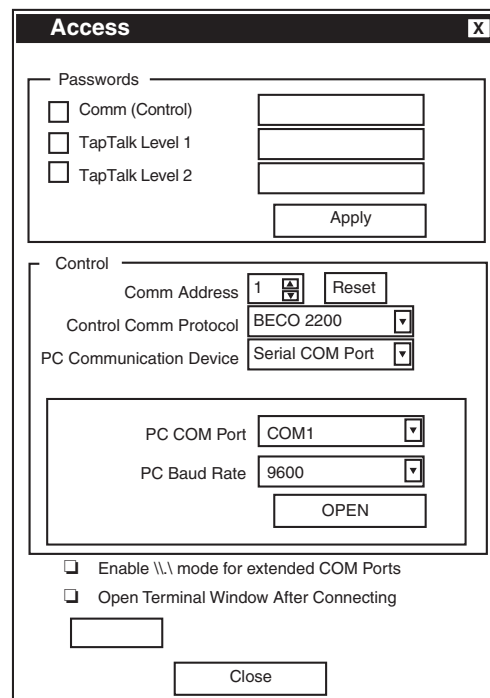 Access X
Passwords
Comm (Control)
TapTalk Level 1
TapTalk Level 2
Apply
Control
Comm Address 1 Reset
Control Comm Protocol BECO 2200
PC Communication Device Serial COM Port
PC COM Port COM1
PC Baud Rate 9600
OPEN
Enable \\.\ mode for extended COM Ports
Open Terminal Window After Connecting
Close